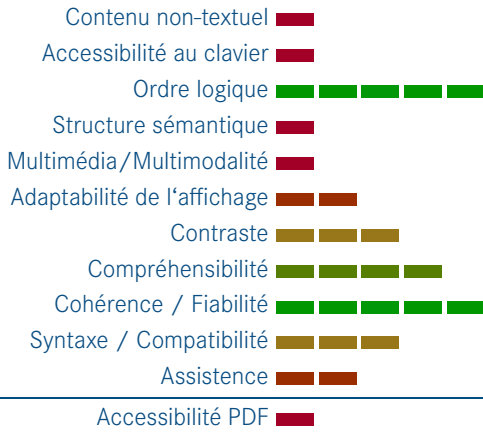 Contenu non-textuel
Accessibilité au clavier
Ordre logique
Structure sémantique
Multimédia/Multimodalité
Adaptabilité de l‘affichage
Contraste
Compréhensibilité
Cohérence / Fiabilité
Syntaxe / Compatibilité
Assistence
Accessibilité PDF